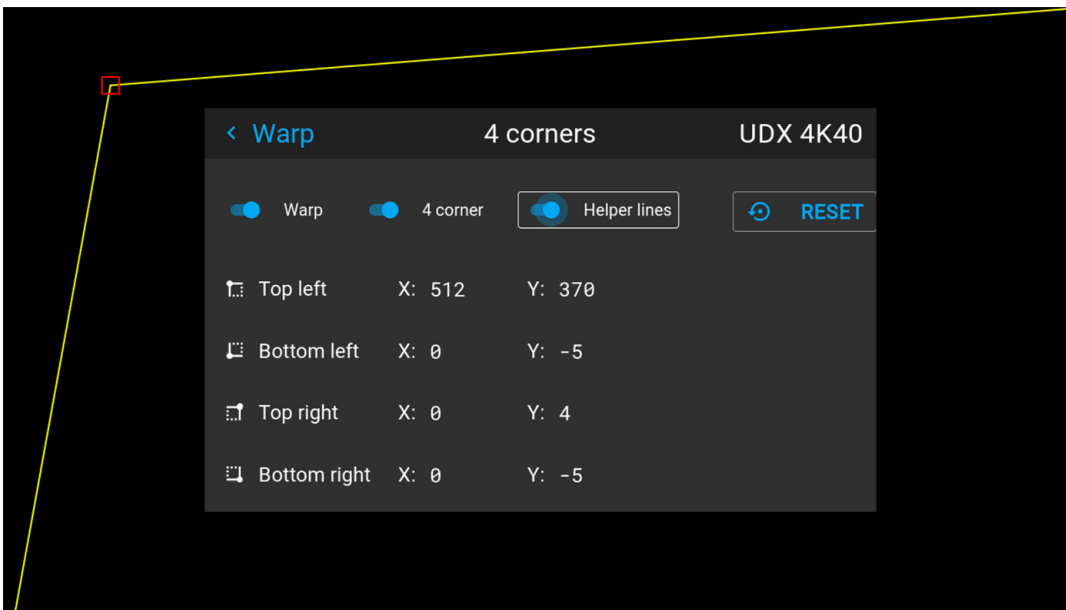 Warp 4 corners UDX 4K40
Warp 4 corner Helper lines RESET
Top left X: 512 Y: 370
Bottom left X: 0 Y: -5
Top right X: 0 Y: 4
Bottom right X: 0 Y: -5